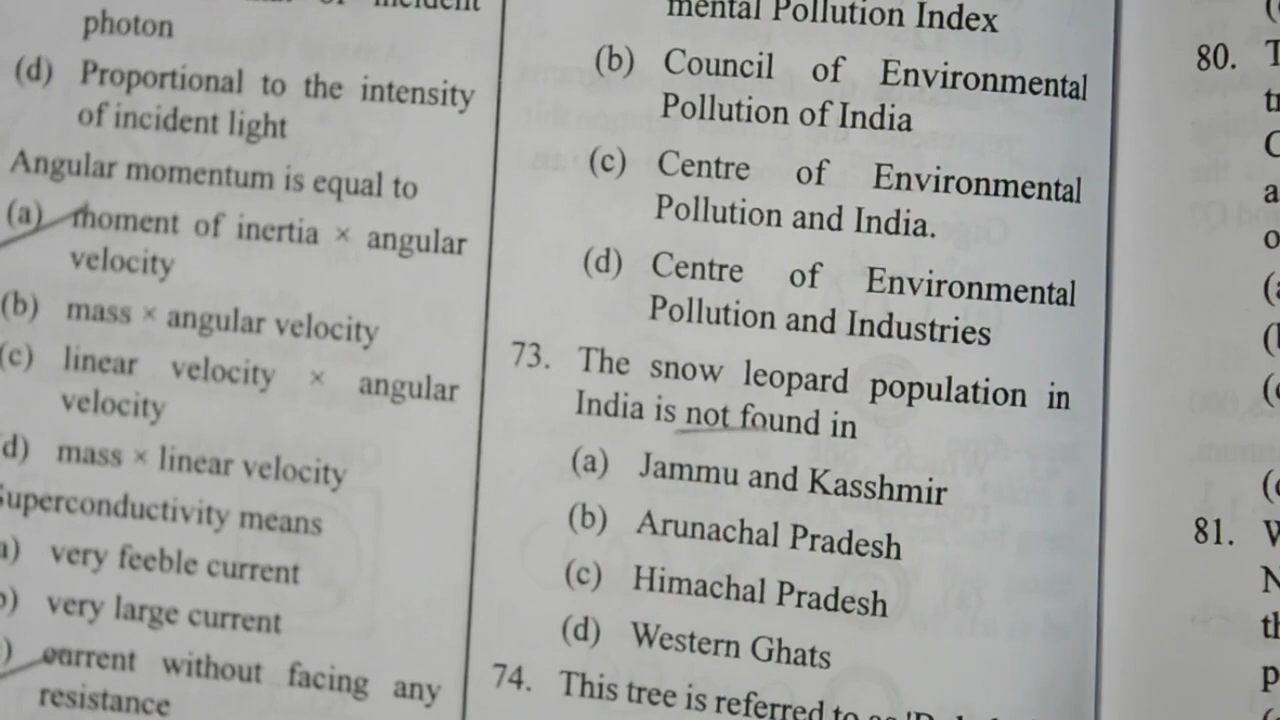 incident
photon
(d) Proportional to the intensity
of incident light
Angular momentum is equal to
(a) moment of inertia × angular
velocity
(b) mass × angular velocity
(c) linear velocity × angular
velocity
d) mass × linear velocity
Superconductivity means
a) very feeble current
) very large current
) current without facing any
resistance
mental Pollution Index
(b) Council of Environmental
Pollution of India
(c) Centre of Environmental
Pollution and India.
(d) Centre of Environmental
Pollution and Industries
73. The snow leopard population in
India is not found in
(a) Jammu and Kasshmir
(b) Arunachal Pradesh
(c) Himachal Pradesh
(d) Western Ghats
74. This tree is referred to as
80.
81.